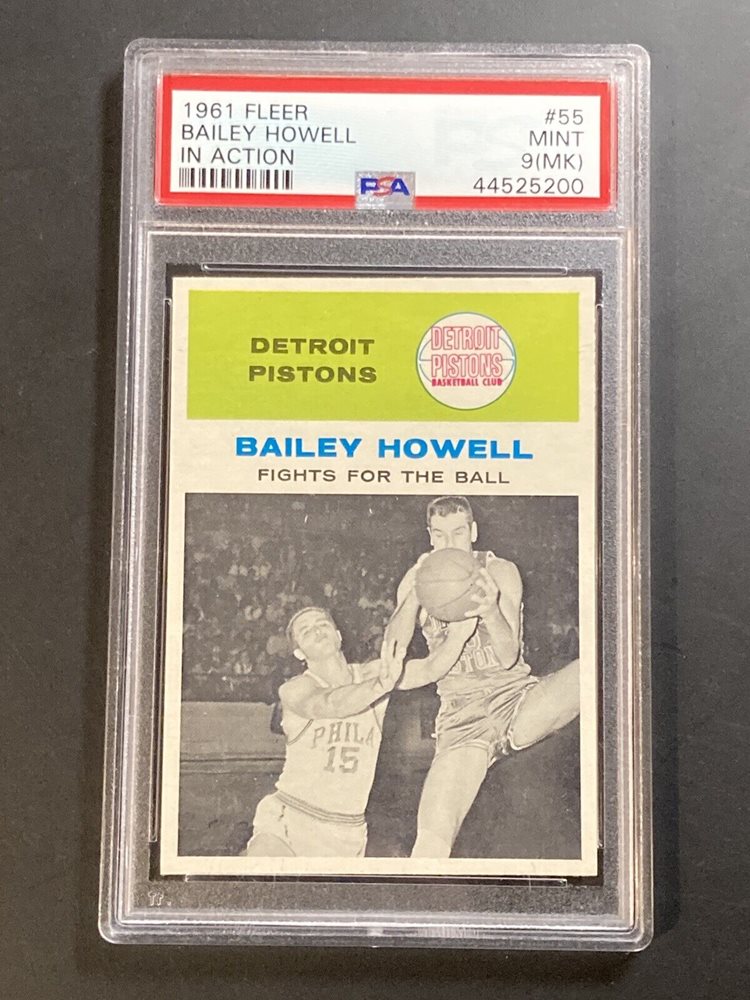 1961 FLEER
#55
BAILEY HOWELL
MINT
IN ACTION
9(MK)
PSA
44525200
DETROIT
PISTONS
DETROIT
PISTONS
BASKETBALL CLUB
BAILEY HOWELL
FIGHTS FOR THE BALL
PHILA
15